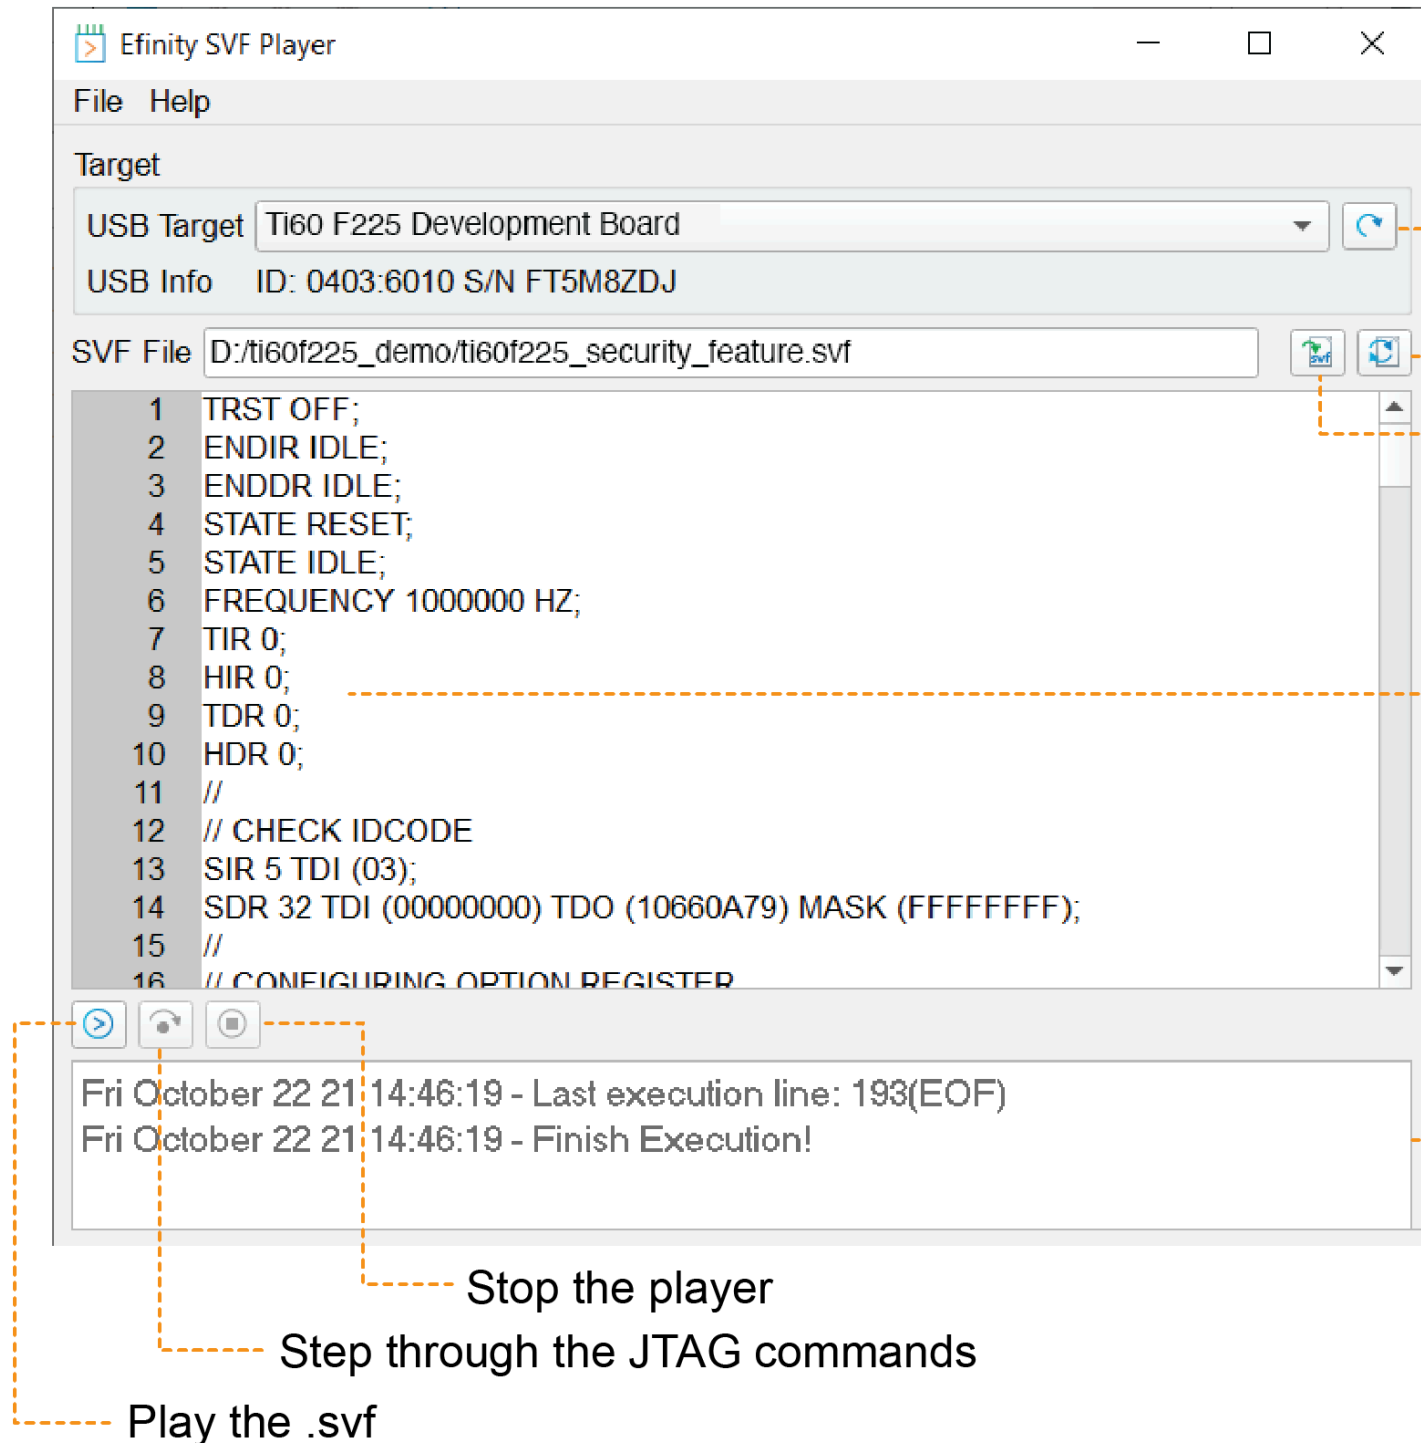 Efinity SVF Player
File Help
Target
USB Target Ti60 F225 Development Board
USB Info ID: 0403:6010 S/N FT5M8ZDJ
SVF File D:/ti60f225_demo/ti60f225_security_feature.svf
svf
1 TRST OFF;
2 ENDIR IDLE;
3 ENDDR IDLE;
4 STATE RESET;
5 STATE IDLE;
6 FREQUENCY 1000000 HZ;
7 TIR 0;
8 HIR 0;
9 TDR 0;
10 HDR 0;
11 //
12 // CHECK IDCODE
13 SIR 5 TDI (03);
14 SDR 32 TDI (00000000) TDO (10660A79) MASK (FFFFFFFF);
15 //
16 // CONFIGURING OPTION REGISTER
Fri October 22 21 14:46:19 - Last execution line: 193(EOF)
Fri October 22 21 14:46:19 - Finish Execution!
Stop the player
Step through the JTAG commands
Play the .svf